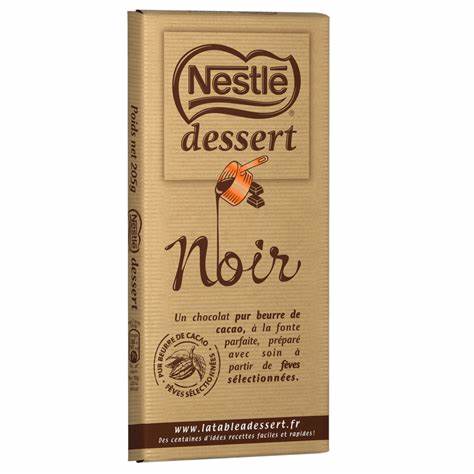 Nestlé
dessert
Noir
Un chocolat pur beurre de
cacao, à la fonte
parfaite, préparé
avec soin à
partir de fèves
sélectionnées.
PUR BEURRE DE CACAO
FÈVES SÉLECTIONNÉES
www.latableadessert.fr
Des centaines d'idées recettes faciles et rapides!
Poids net 205g
Nestlé
dessert